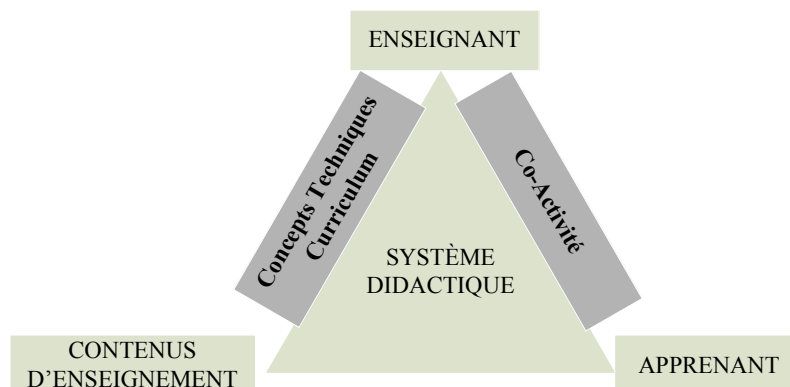 ENSEIGNANT
Concepts Techniques
Curriculum
Co-Activité
SYSTÈME
DIDACTIQUE
CONTENUS
D’ENSEIGNEMENT
APPRENANT